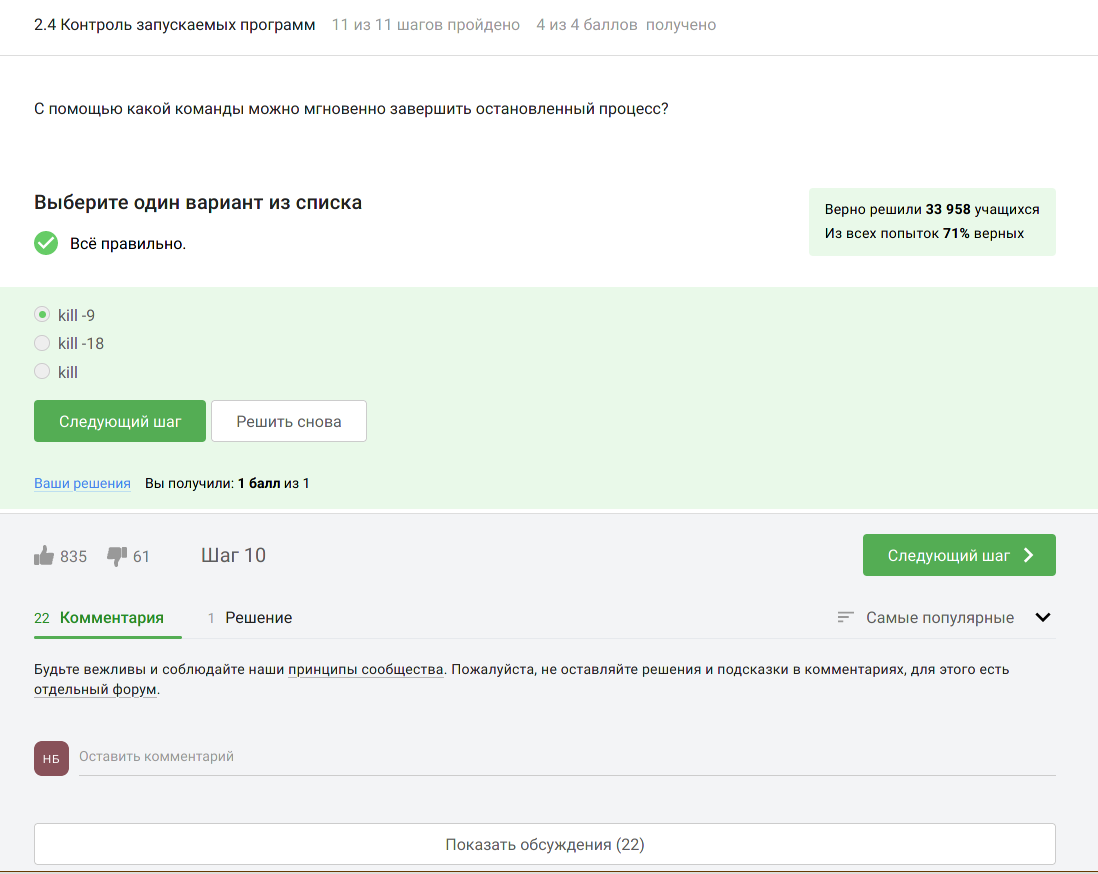 2.4 Контроль запускаемых программ 11 из 11 шагов пройдено 4 из 4 баллов получено
С помощью какой команды можно мгновенно завершить остановленный процесс?
Выберите один вариант из списка
Всё правильно.
Верно решили 33 958 учащихся
Из всех попыток 71% верных
kill -9
kill -18
kill
Следующий шаг Решить снова
Ваши решения Вы получили: 1 балл из 1
835 61 Шаг 10 Следующий шаг
22 Комментария 1 Решение Самые популярные
Будьте вежливы и соблюдайте наши принципы сообщества. Пожалуйста, не оставляйте решения и подсказки в комментариях, для этого есть
отдельный форум.
НБ Оставить комментарий
Показать обсуждения (22)